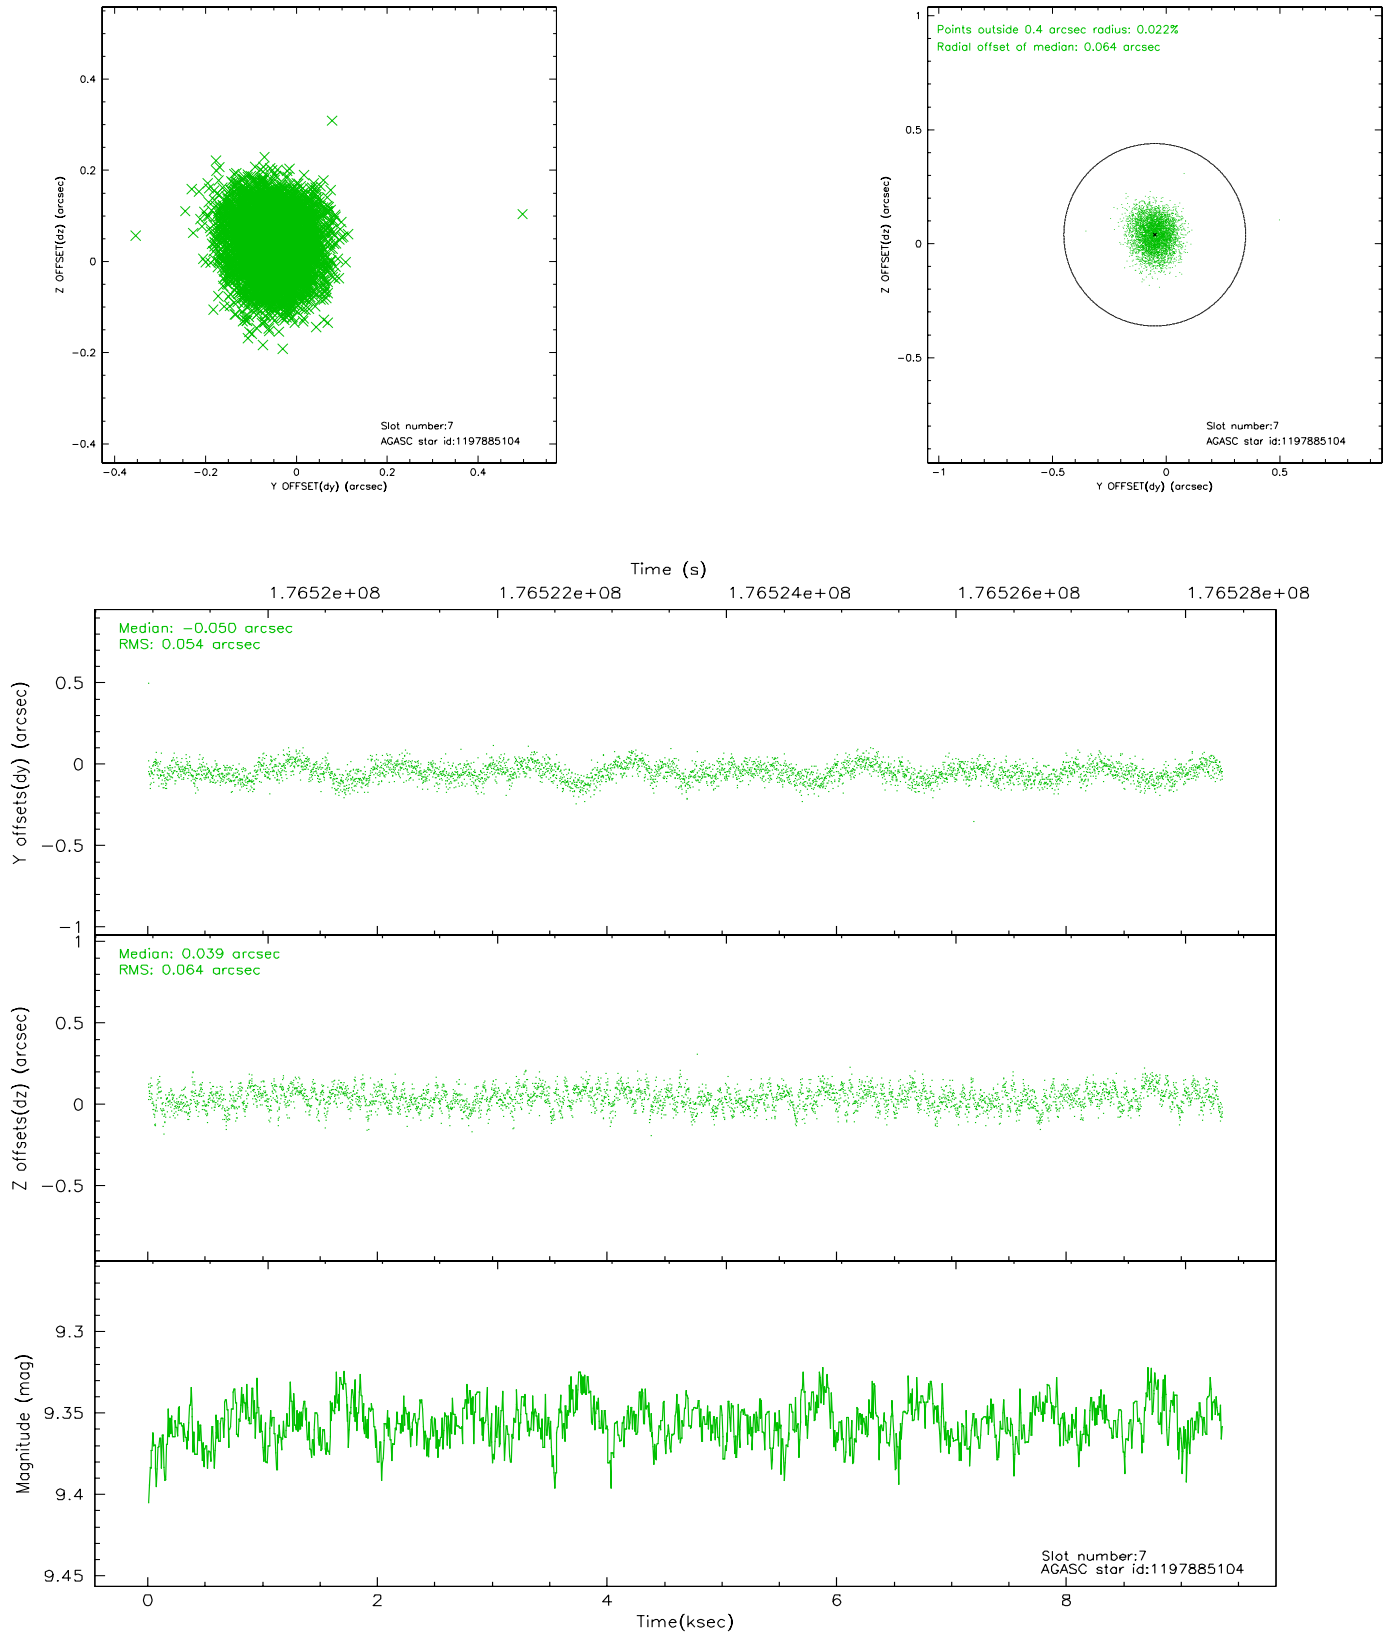 0.4
0.2
0
−0.2
−0.4
Z OFFSET(dz) (arcsec)
Slot number:7
AGASC star id:1197885104
−0.4 −0.2 0 0.2 0.4
Y OFFSET(dy) (arcsec)
Points outside 0.4 arcsec radius: 0.022%
Radial offset of median: 0.064 arcsec
1
0.5
0
−0.5
Z OFFSET(dz) (arcsec)
Slot number:7
AGASC star id:1197885104
−1 −0.5 0 0.5
Y OFFSET(dy) (arcsec)
Time (s)
1.7652e+08 1.76522e+08 1.76524e+08 1.76526e+08 1.76528e+08
Median: −0.050 arcsec
RMS: 0.054 arcsec
0.5
0
−0.5
−1
Y offsets(dy) (arcsec)
Median: 0.039 arcsec
RMS: 0.064 arcsec
1
0.5
0
−0.5
Z offsets(dz) (arcsec)
9.3
9.35
9.4
9.45
Magnitude (mag)
Slot number:7
AGASC star id:1197885104
0 2 4 6 8
Time(ksec)